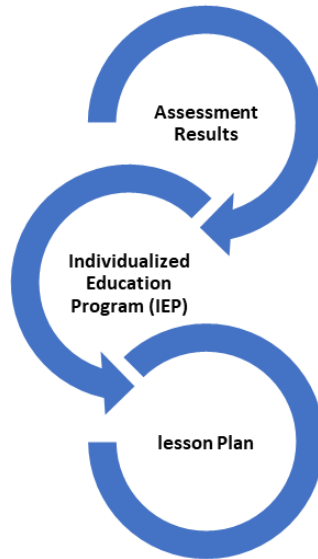 Assessment
Results
Individualized
Education
Program (IEP)
lesson Plan